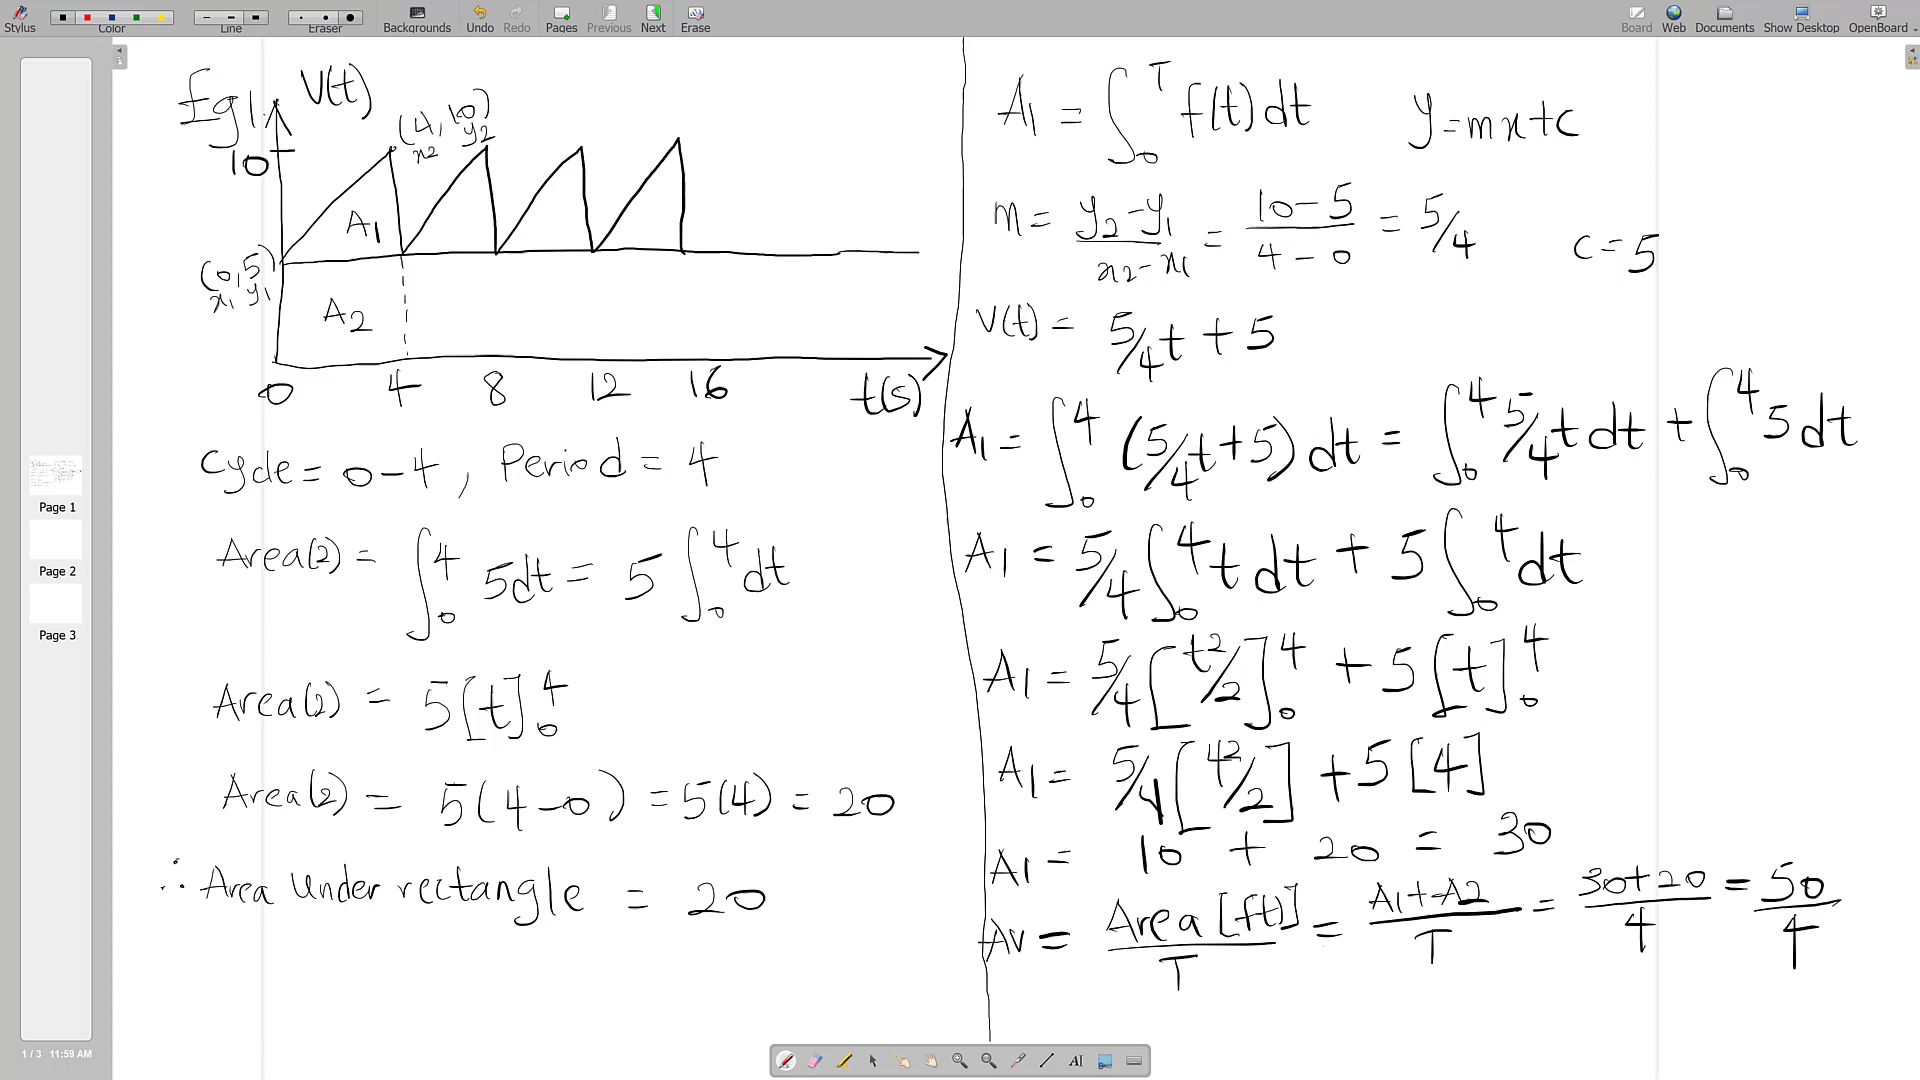 Stylus
Color
Line
Eraser
Backgrounds
Undo
Redo
Pages
Previous
Next
Erase
Board
Web
Documents
Show Desktop
OpenBoard
Page 1
Page 2
Page 3
1 / 3 11:59 AM
Eg1. V(t)
(4, 10)
x2 y2
10
A1
(0, 5)
x1 y1
A2
0 4 8 12 16 t(s)
Cycle = 0-4, Period = 4
Area(2) = ∫₀⁴ 5dt = 5 ∫₀⁴ dt
Area(2) = 5[t]₀⁴
Area(2) = 5(4-0) = 5(4) = 20
∴ Area Under rectangle = 20
A1 = ∫₀ᵀ f(t)dt y=mx+c
m = (y2-y1)/(x2-x1) = (10-5)/(4-0) = 5/4 c=5
V(t) = 5/4t + 5
A1 = ∫₀⁴ (5/4t+5) dt = ∫₀⁴ 5/4t dt + ∫₀⁴ 5dt
A1 = 5/4 ∫₀⁴ t dt + 5 ∫₀⁴ dt
A1 = 5/4 [t²/2]₀⁴ + 5 [t]₀⁴
A1 = 5/4 [4²/2] + 5 [4]
A1 = 10 + 20 = 30
AV = Area [ft)]/T = (A1+A2)/T = (30+20)/4 = 50/4
AI